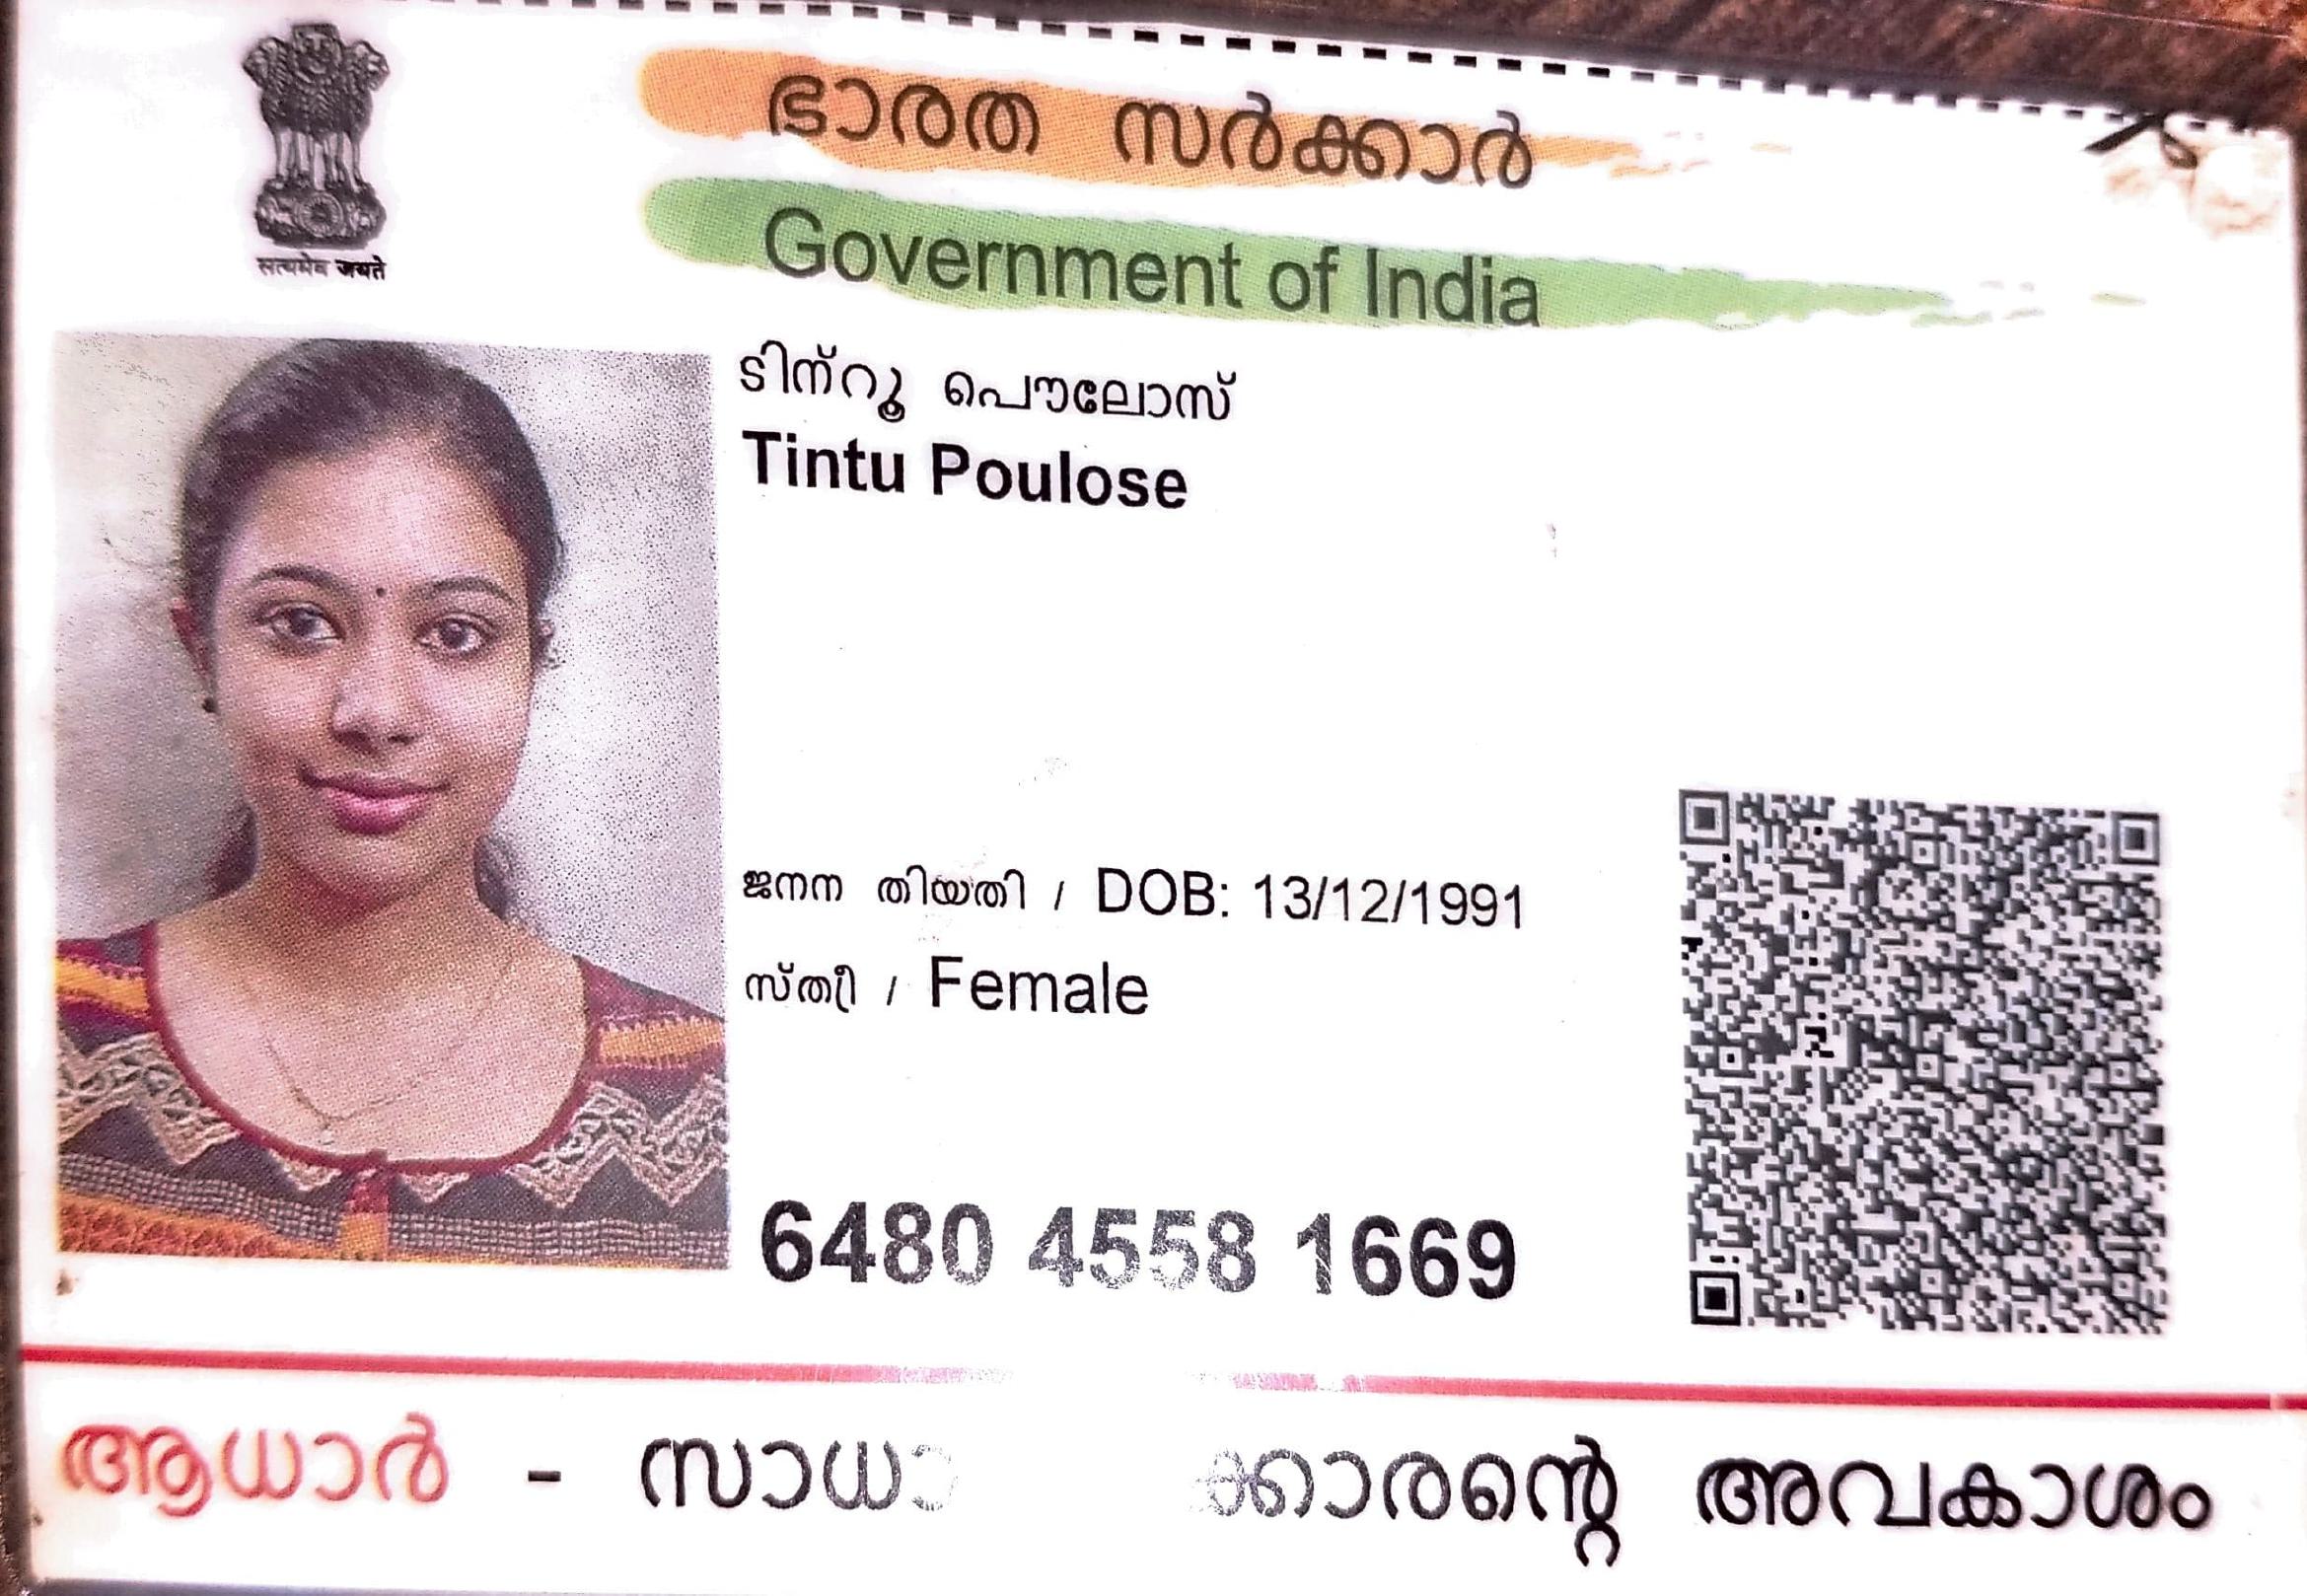 सत्यमेव जयते
ഭാരത സർക്കാർ
Government of India
ടിന്റൂ പൌലോസ്
Tintu Poulose
ജനന തിയതി / DOB: 13/12/1991
സ്ത്രീ / Female
6480 4558 1669
ആധാർ - സാധാ ക്കാരന്റെ അവകാശം